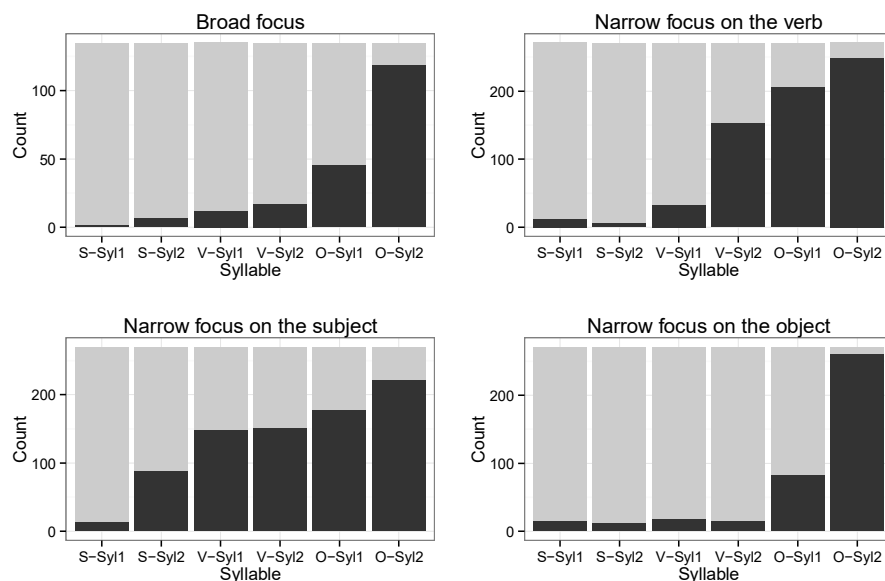 Broad focus
100
50
0
Count
S−Syl1 S−Syl2 V−Syl1 V−Syl2 O−Syl1 O−Syl2
Syllable
Narrow focus on the verb
200
100
0
Count
S−Syl1 S−Syl2 V−Syl1 V−Syl2 O−Syl1 O−Syl2
Syllable
Narrow focus on the subject
200
100
0
Count
S−Syl1 S−Syl2 V−Syl1 V−Syl2 O−Syl1 O−Syl2
Syllable
Narrow focus on the object
200
100
0
Count
S−Syl1 S−Syl2 V−Syl1 V−Syl2 O−Syl1 O−Syl2
Syllable